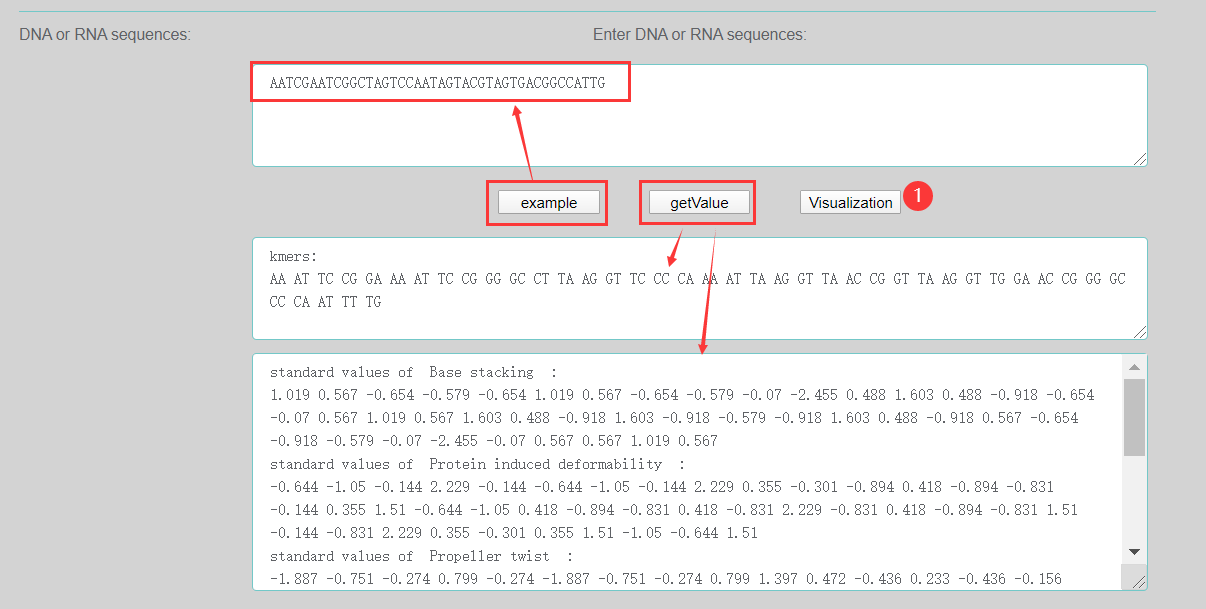 DNA or RNA sequences: Enter DNA or RNA sequences:
AATCGAATCGGCTAGTCCAATAGTACGTAGTGACGGCCATTG
example getValue Visualization 1
kmers:
AA AT TC CG GA AA AT TC CG GG GC CT TA AG GT TC CC CA AA AT TA AG GT TA AC CG GT TA AG GT TG GA AC CG GG GC
CC CA AT TT TG
standard values of Base stacking :
1.019 0.567 -0.654 -0.579 -0.654 1.019 0.567 -0.654 -0.579 -0.07 -2.455 0.488 1.603 0.488 -0.918 -0.654
-0.07 0.567 1.019 0.567 1.603 0.488 -0.918 1.603 -0.918 -0.579 -0.918 1.603 0.488 -0.918 0.567 -0.654
-0.918 -0.579 -0.07 -2.455 -0.07 0.567 0.567 1.019 0.567
standard values of Protein induced deformability :
-0.644 -1.05 -0.144 2.229 -0.144 -0.644 -1.05 -0.144 2.229 0.355 -0.301 -0.894 0.418 -0.894 -0.831
-0.144 0.355 1.51 -0.644 -1.05 0.418 -0.894 -0.831 0.418 -0.831 2.229 -0.831 0.418 -0.894 -0.831 1.51
-0.144 -0.831 2.229 0.355 -0.301 0.355 1.51 -1.05 -0.644 1.51
standard values of Propeller twist :
-1.887 -0.751 -0.274 0.799 -0.274 -1.887 -0.751 -0.274 0.799 1.397 0.472 -0.436 0.233 -0.436 -0.156